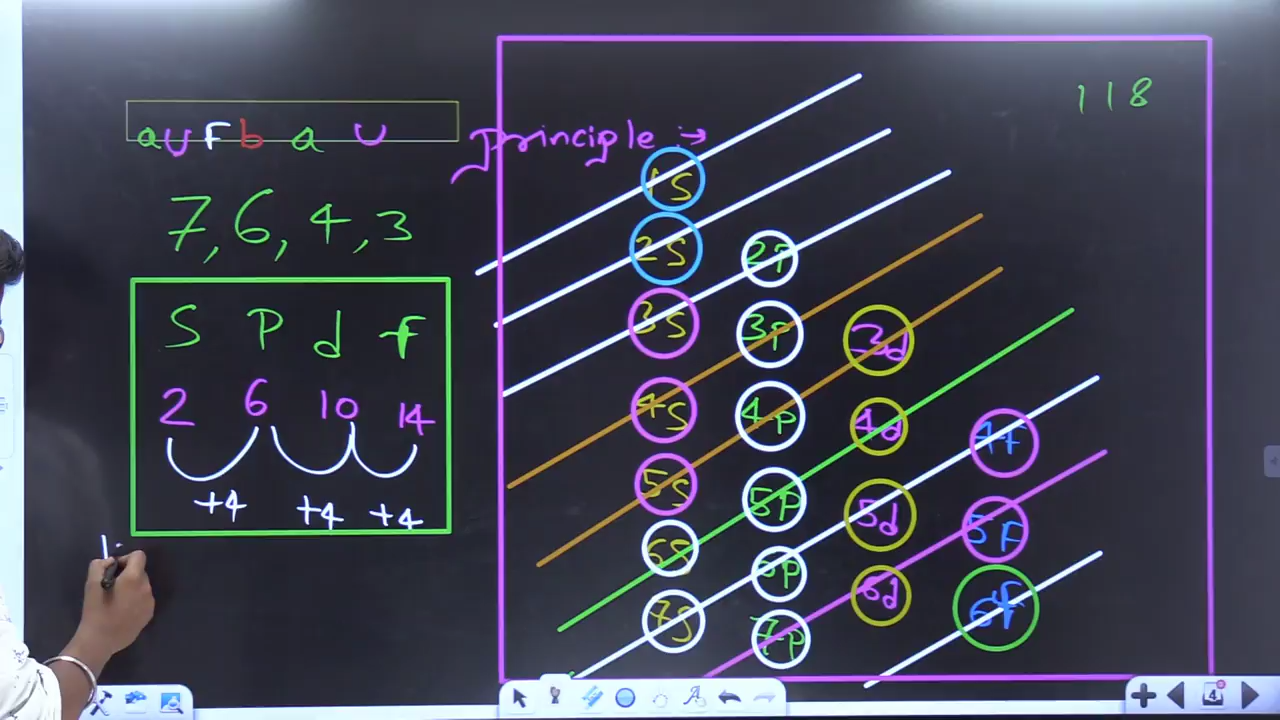 118
aufbau principle :→
7, 6, 4, 3
S P d f
2 6 10 14
+4 +4 +4
1S
2S 2P
3S 3P 3d
4S 4P 4d 4f
5S 5P 5d 5F
6S 6P 6d 6f
7S 7P
4